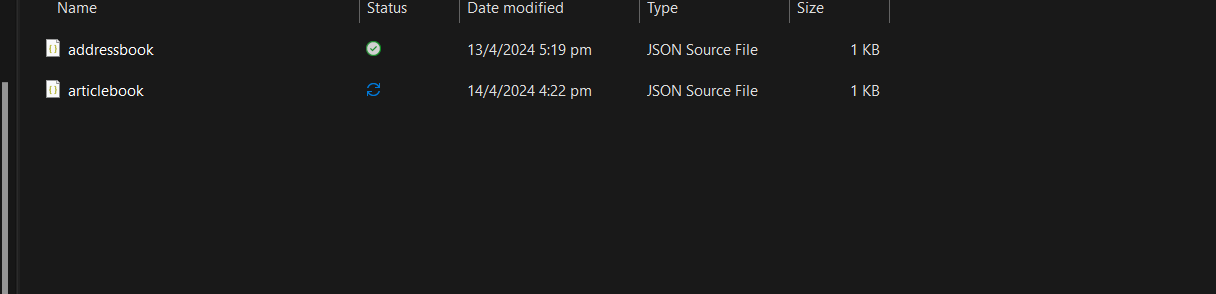 Name Status Date modified Type Size
addressbook 13/4/2024 5:19 pm JSON Source File 1 KB
articlebook 14/4/2024 4:22 pm JSON Source File 1 KB